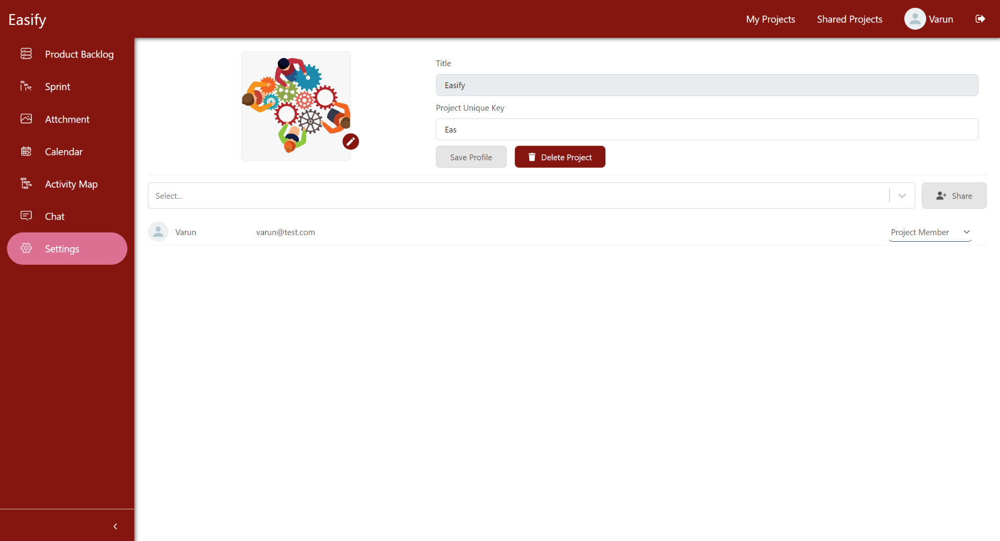 Easify
My Projects
Shared Projects
Varun
Product Backlog
Sprint
Attchment
Calendar
Activity Map
Chat
Settings
Title
Easify
Project Unique Key
Eas
Save Profile
Delete Project
Select...
Share
Varun
varun@test.com
Project Member